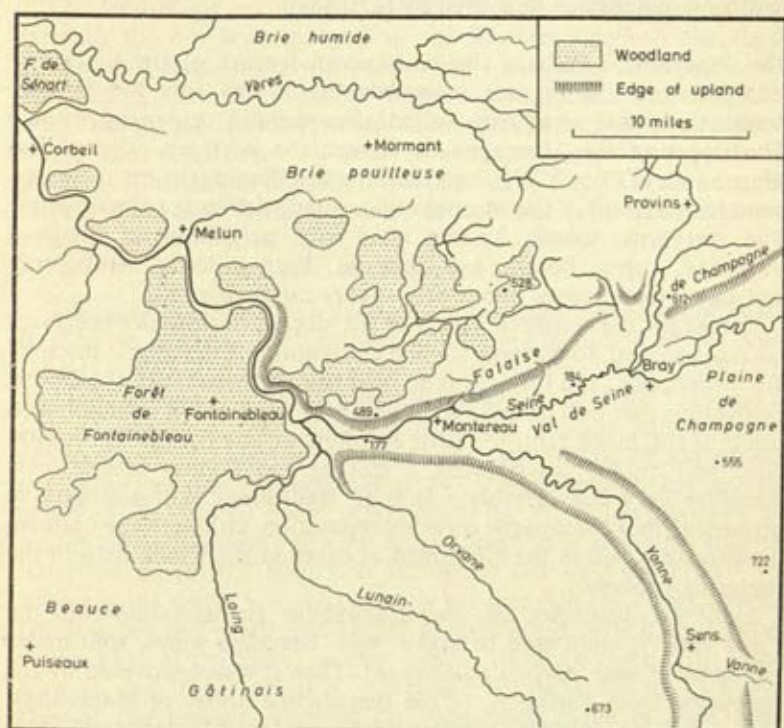 Brie humide
Woodland
F. de
Sénart
Edge of upland
Yères
10 miles
Corbeil
Mormant
Brie pouilleuse
Provins
Melun
de Champagne
528
512
Falaise
Bray
184
Plaine
de
Champagne
Forêt
de
Fontainebleau
Fontainebleau
489
Seine
Val de Seine
Montereau
177
555
Orvane
Yonne
722
Beauce
Loing
Lunain
Sens
Puiseaux
Vanne
Gâtinais
673